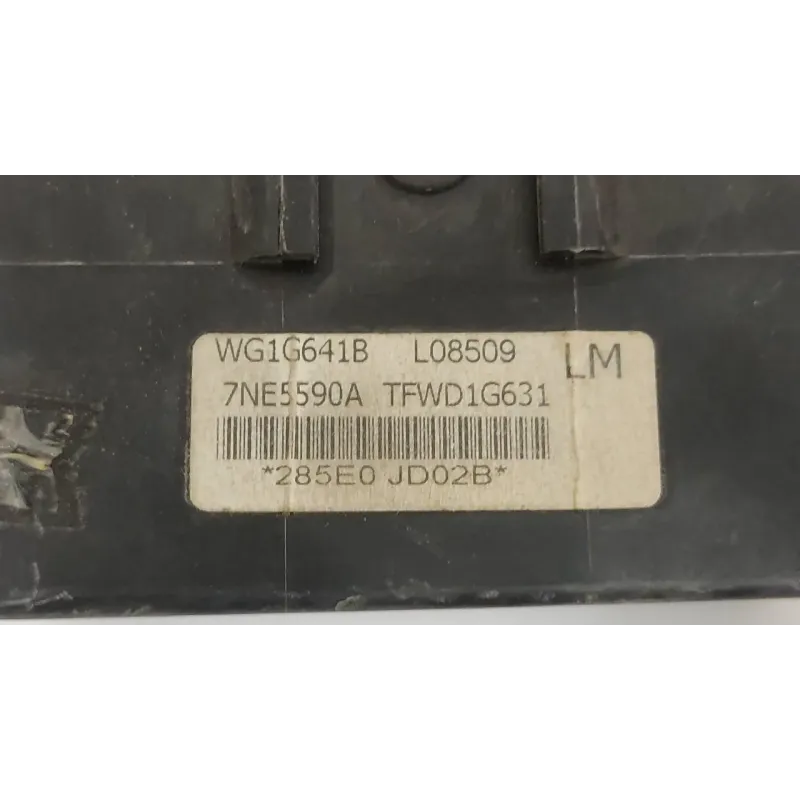 WG1G641B L08509 LM
7NE5590A TFWD1G631
*285E0 JD02B*